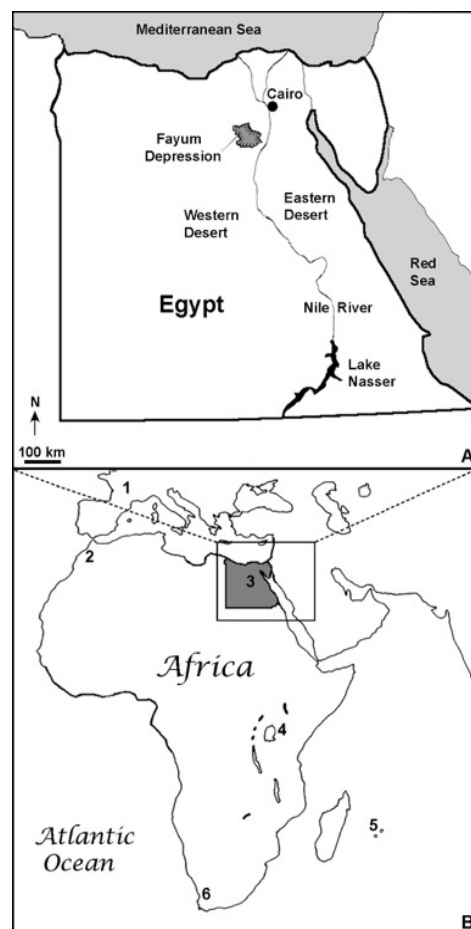 Mediterranean Sea
Cairo
Fayum
Depression
Eastern
Desert
Western
Desert
Red
Sea
Egypt
Nile River
Lake
Nasser
N
100 km
A
1
2
3
Africa
4
5
Atlantic
Ocean
6
B